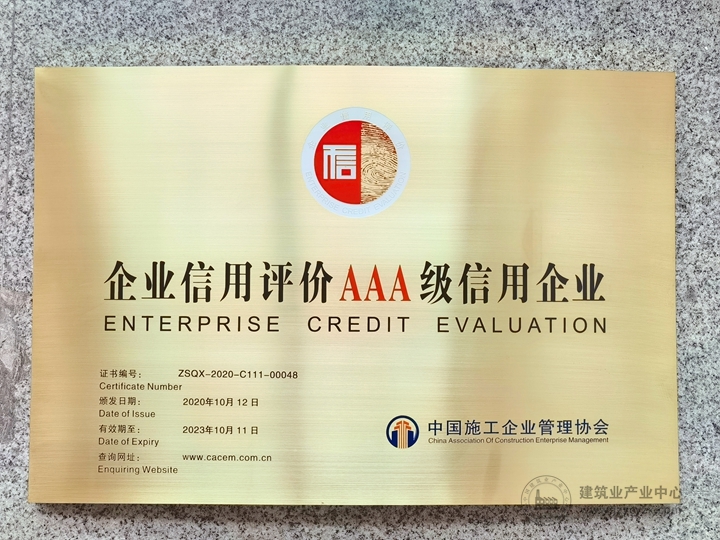 信
企业信用评价AAA级信用企业
ENTERPRISE CREDIT EVALUATION
证书编号: ZSQX-2020-C111-00048
Certificate Number
颁发日期: 2020年10月12日
Date of Issue
有效期至: 2023年10月11日
Date of Expiry
查询网址: www.cacem.com.cn
Enquiring Website
中国施工企业管理协会
China Association Of Construction Enterprise Management
建筑业产业中心